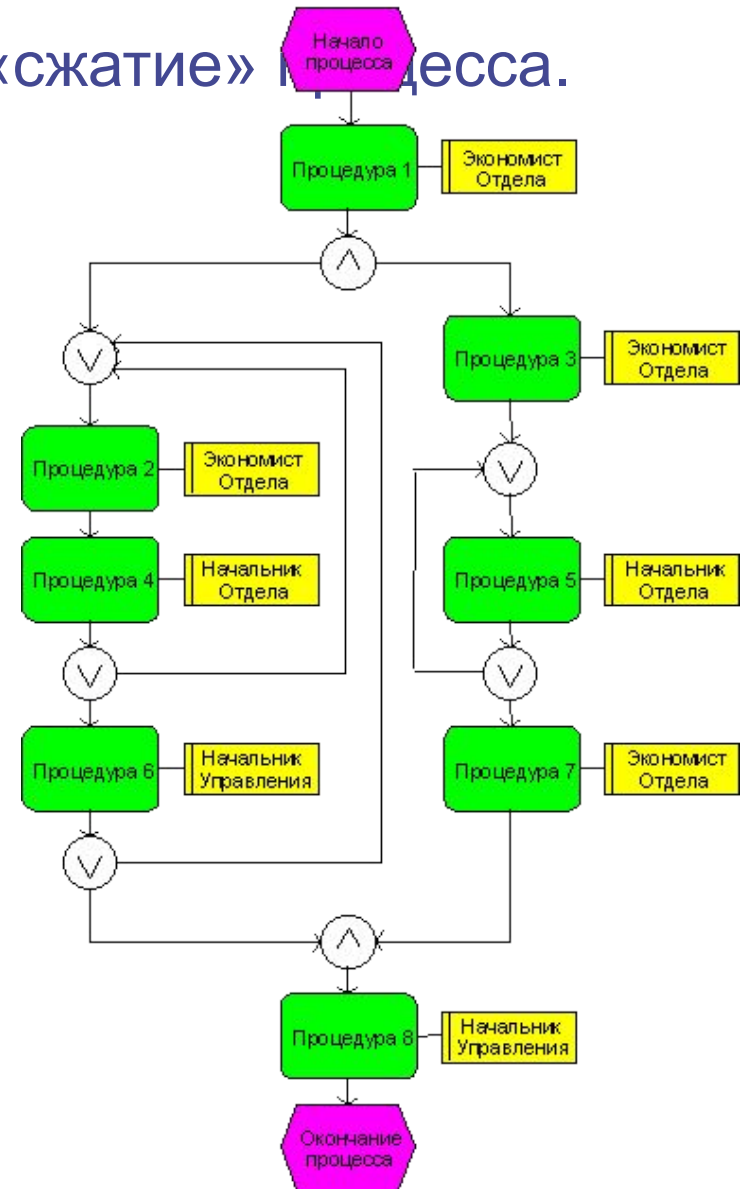 «сжатие» процесса.
Начало
процесса
Процедура 1
Экономист
Отдела
Процедура 3
Экономист
Отдела
Процедура 2
Экономист
Отдела
Процедура 4
Начальник
Отдела
Процедура 5
Начальник
Отдела
Процедура 6
Начальник
Управления
Процедура 7
Экономист
Отдела
Процедура 8
Начальник
Управления
Окончание
процесса